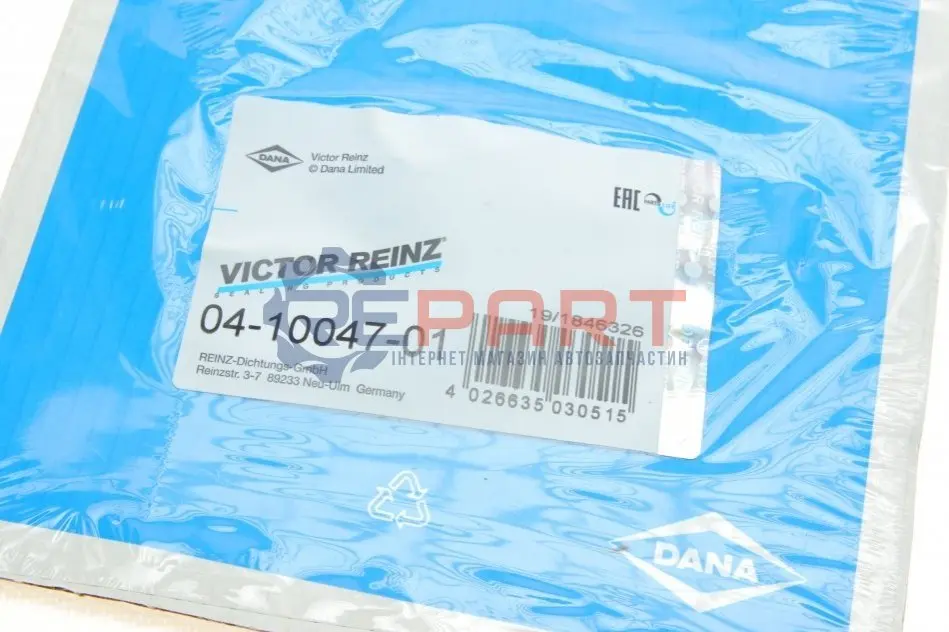 DANA
Victor Reinz
© Dana Limited
EAC
VICTOR REINZ®
SEALING PRODUCTS
04-10047-01
19/1846326
REPART
ІНТЕРНЕТ МАГАЗИН АВТОЗАПЧАСТИН
REINZ-Dichtungs-GmbH
Reinzstr. 3-7 89233 Neu-Ulm Germany
4 026635 030515
DANA